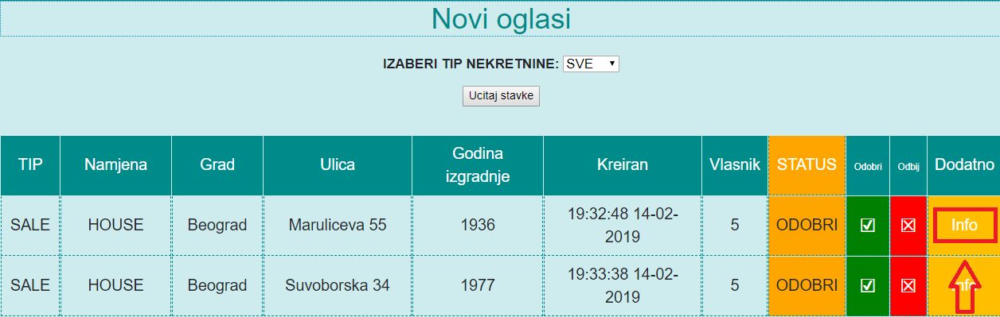 Novi oglasi
IZABERI TIP NEKRETNINE: SVE
Ucitaj stavke
TIP Namjena Grad Ulica Godina izgradnje Kreiran Vlasnik STATUS Odobri Odbij Dodatno
SALE HOUSE Beograd Maruliceva 55 1936 19:32:48 14-02-2019 5 ODOBRI Info
SALE HOUSE Beograd Suvoborska 34 1977 19:33:38 14-02-2019 5 ODOBRI Info